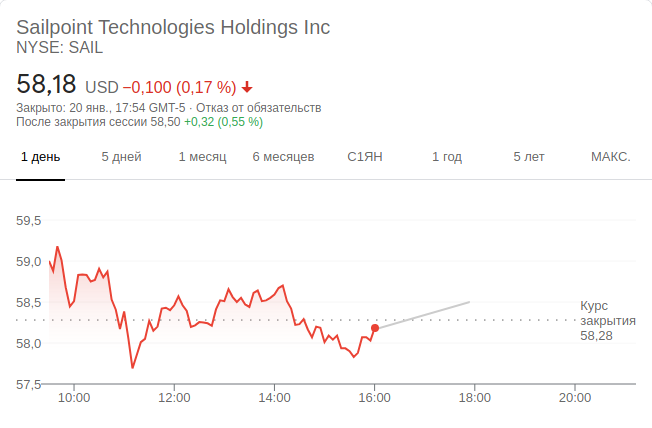 Sailpoint Technologies Holdings Inc
NYSE: SAIL
58,18 USD −0,100 (0,17 %)
Закрыто: 20 янв., 17:54 GMT-5 · Отказ от обязательств
После закрытия сессии 58,50 +0,32 (0,55 %)
1 день 5 дней 1 месяц 6 месяцев С1ЯН 1 год 5 лет МАКС.
59,5
59,0
58,5
58,0
57,5
Курс
закрытия
58,28
10:00 12:00 14:00 16:00 18:00 20:00